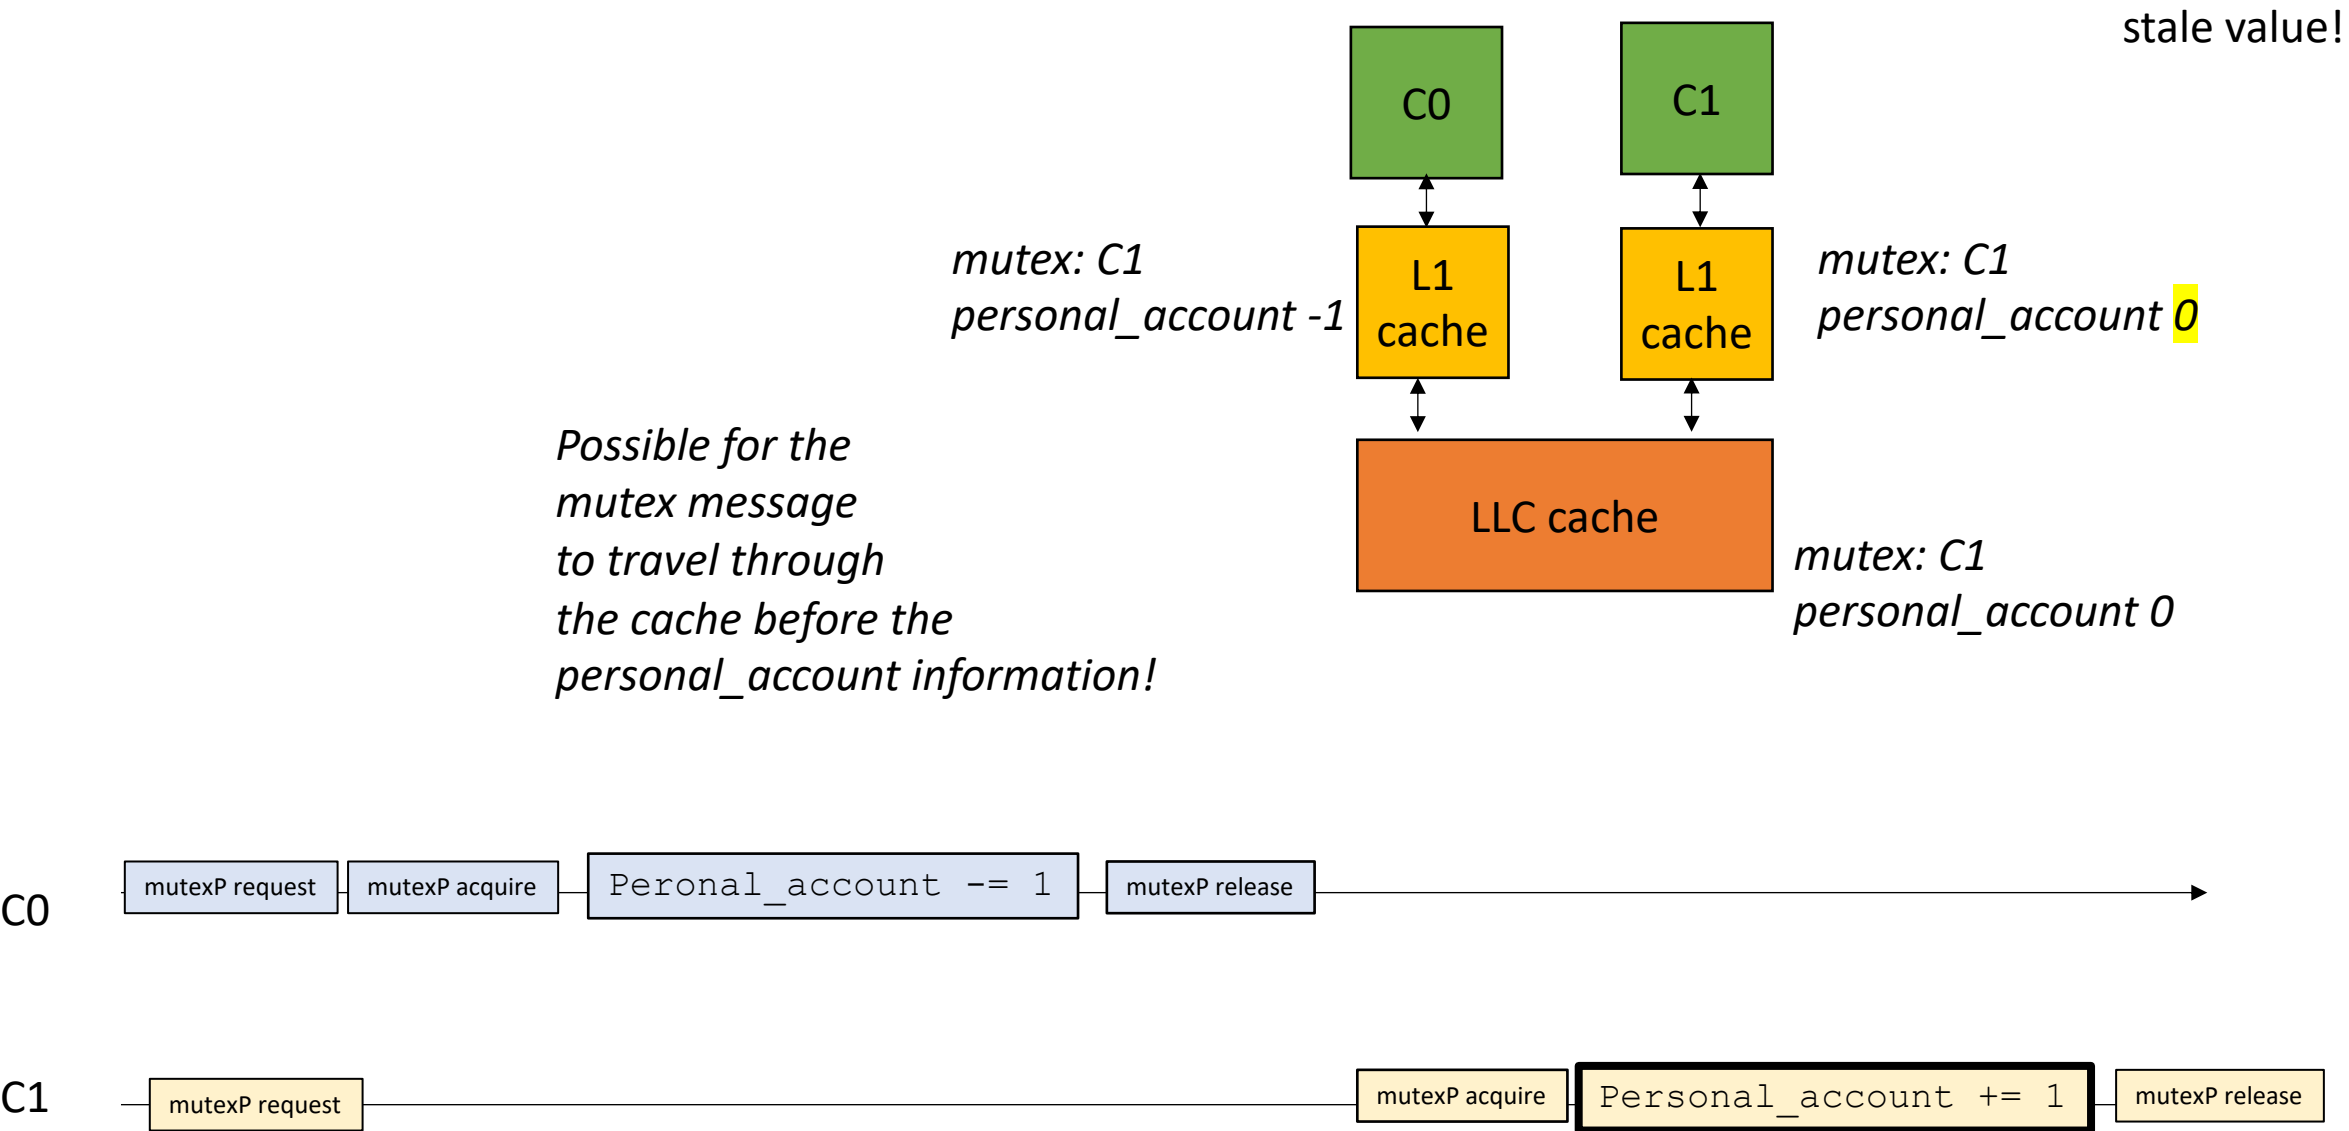 stale value!
C0
C1
mutex: C1
personal_account -1
L1
cache
L1
cache
mutex: C1
personal_account 0
Possible for the
mutex message
to travel through
the cache before the
personal_account information!
LLC cache
mutex: C1
personal_account 0
C0
mutexP request
mutexP acquire
Peronal_account -= 1
mutexP release
C1
mutexP request
mutexP acquire
Personal_account += 1
mutexP release